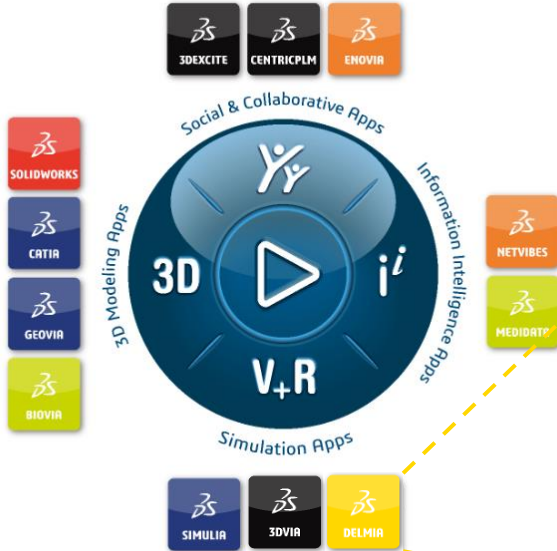 3DEXCITE
CENTRICPLM
ENOVIA
Social & Collaborative Apps
SOLIDWORKS
CATIA
GEOVIA
BIOVIA
3D Modeling Apps
3D
i i
V+R
Information Intelligence Apps
NETVIBES
MEDIDATA
Simulation Apps
SIMULIA
3DVIA
DELMIA